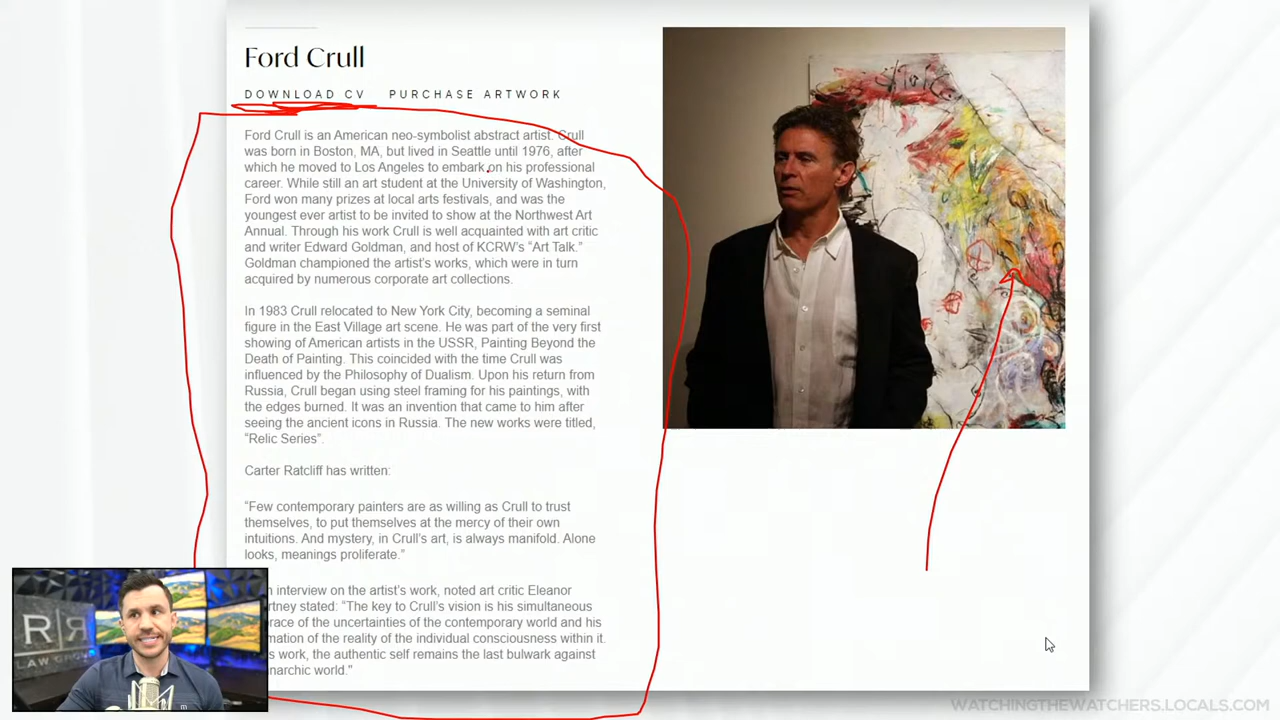 Ford Crull
DOWNLOAD CV PURCHASE ARTWORK
Ford Crull is an American neo-symbolist abstract artist. Crull
was born in Boston, MA, but lived in Seattle until 1976, after
which he moved to Los Angeles to embark on his professional
career. While still an art student at the University of Washington,
Ford won many prizes at local arts festivals, and was the
youngest ever artist to be invited to show at the Northwest Art
Annual. Through his work Crull is well acquainted with art critic
and writer Edward Goldman, and host of KCRW's “Art Talk.”
Goldman championed the artist's works, which were in turn
acquired by numerous corporate art collections.
In 1983 Crull relocated to New York City, becoming a seminal
figure in the East Village art scene. He was part of the very first
showing of American artists in the USSR, Painting Beyond the
Death of Painting. This coincided with the time Crull was
influenced by the Philosophy of Dualism. Upon his return from
Russia, Crull began using steel framing for his paintings, with
the edges burned. It was an invention that came to him after
seeing the ancient icons in Russia. The new works were titled,
“Relic Series”.
Carter Ratcliff has written:
“Few contemporary painters are as willing as Crull to trust
themselves, to put themselves at the mercy of their own
intuitions. And mystery, in Crull's art, is always manifold. Alone
looks, meanings proliferate.”
interview on the artist's work, noted art critic Eleanor
stated: “The key to Crull's vision is his simultaneous
of the uncertainties of the contemporary world and his
of the reality of the individual consciousness within it.
work, the authentic self remains the last bulwark against
world."
R|R
LAW GROUP
WATCHINGTHEWATCHERS.LOCALS.COM